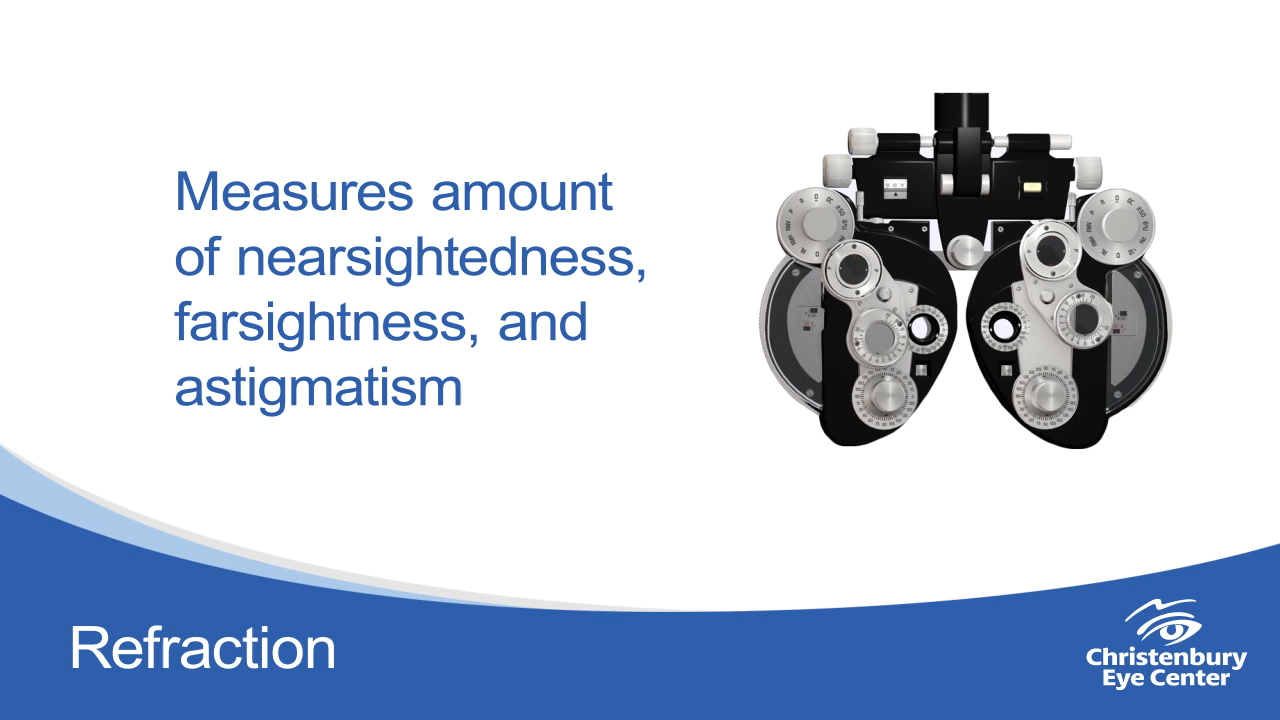 Measures amount
of nearsightedness,
farsightness, and
astigmatism
Refraction
Christenbury
Eye Center